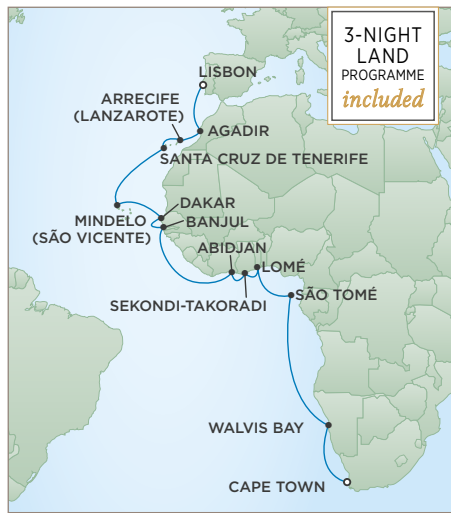 3-NIGHT
LAND
PROGRAMME
included
LISBON
ARRECIFE
(LANZAROTE)
AGADIR
SANTA CRUZ DE TENERIFE
DAKAR
MINDELO
(SÃO VICENTE)
BANJUL
ABIDJAN
LOMÉ
SEKONDI-TAKORADI
SÃO TOMÉ
WALVIS BAY
CAPE TOWN